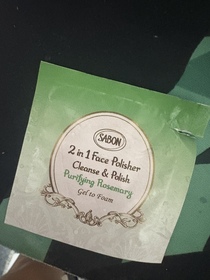 SABON
2 in 1 Face Polisher
Cleanse & Polish
Purifying Rosemary
Gel to Foam